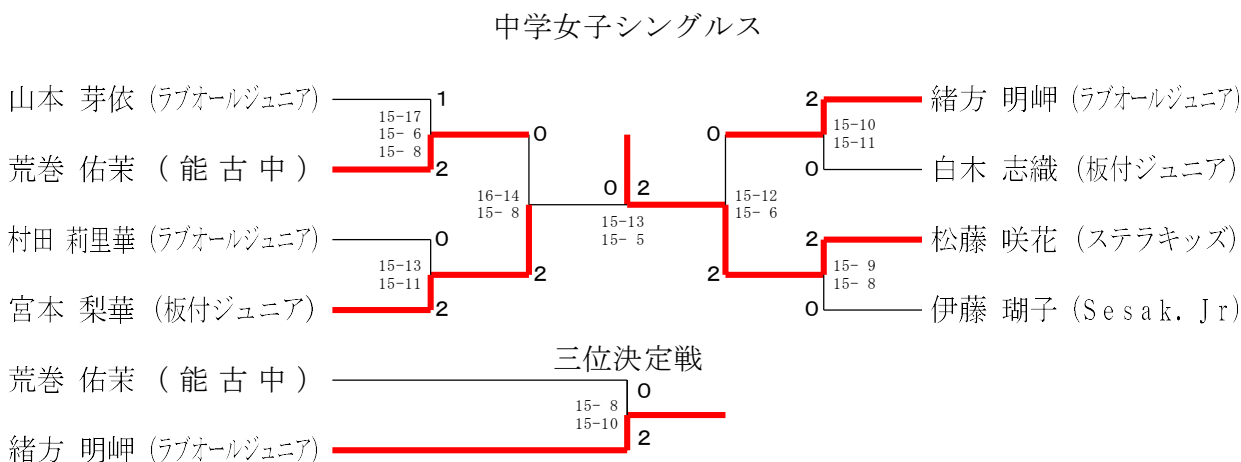 中学女子シングルス
山本 芽依 (ラブオールジュニア)
1
15-17
15- 6
15- 8
0
荒巻 佑茉 ( 能 古 中 )
2
16-14
15- 8
村田 莉里華 (ラブオールジュニア)
0
15-13
15-11
2
宮本 梨華 (板付ジュニア)
2
0 2
15-13
15- 5
2 緒方 明岬 (ラブオールジュニア)
0
15-10
15-11
0 白木 志織 (板付ジュニア)
15-12
15- 6
2 松藤 咲花 (ステラキッズ)
2
15- 9
15- 8
0 伊藤 瑚子 (Sesak. Jr)
三位決定戦
荒巻 佑茉 ( 能 古 中 )
0
15- 8
15-10
2
緒方 明岬 (ラブオールジュニア)